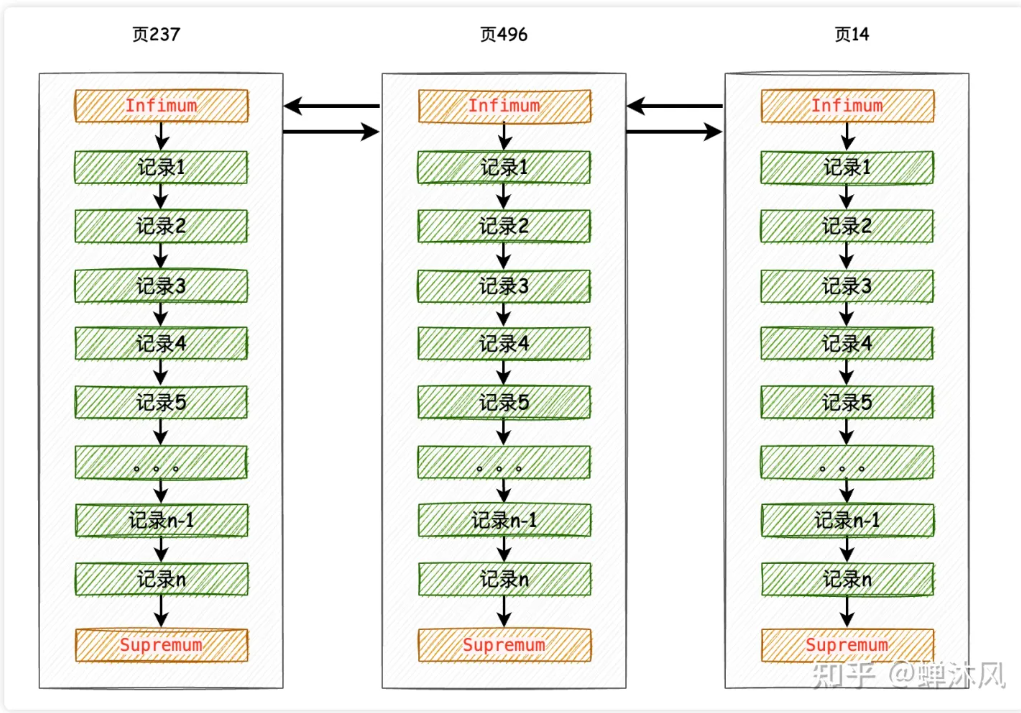 页237
Infimum
记录1
记录2
记录3
记录4
记录5
。。。
记录n-1
记录n
Supremum
页496
Infimum
记录1
记录2
记录3
记录4
记录5
。。。
记录n-1
记录n
Supremum
页14
Infimum
记录1
记录2
记录3
记录4
记录5
。。。
记录n-1
记录n
Supremum
知乎 @蝉沐风